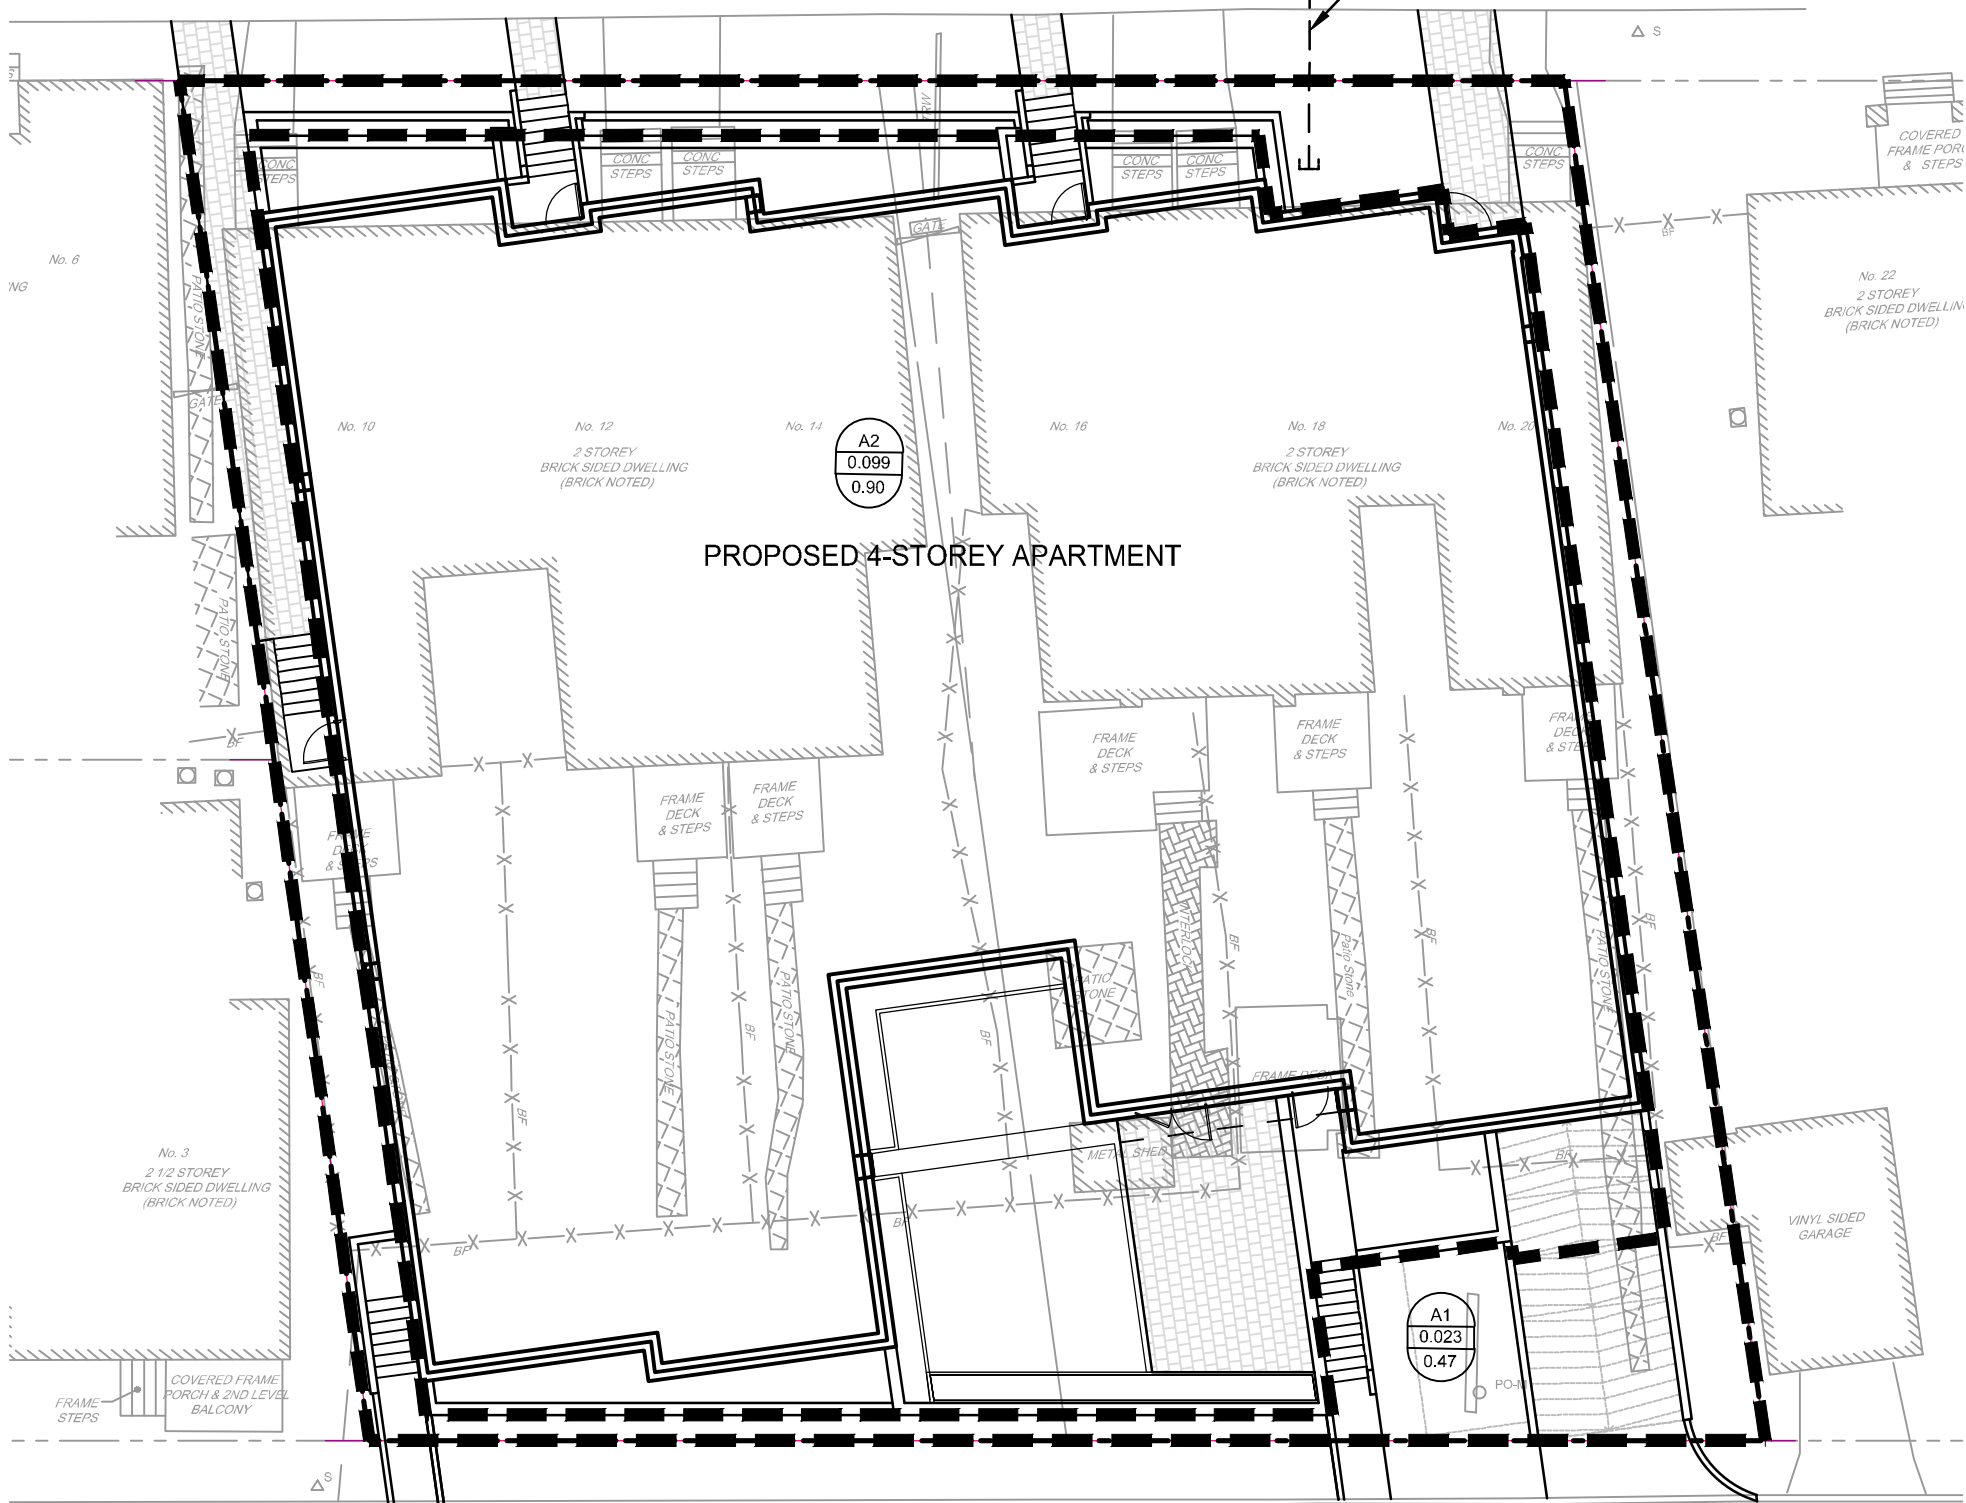 S
COVERED
& STEPS
CONC
STEPS
CONC
STEPS
CONC
STEPS
CONC
STEPS
CONC
STEPS
CONC
STEPS
GATE
BF
No. 6
No. 22
2 STOREY
(BRICK NOTED)
PATIO STONE
GATE
No. 10
No. 12
No. 14
2 STOREY
BRICK SIDED DWELLING
(BRICK NOTED)
A2
0.099
0.90
No. 16
No. 18
No. 20
2 STOREY
BRICK SIDED DWELLING
(BRICK NOTED)
PROPOSED 4-STOREY APARTMENT
PATIO STONE
BF
FRAME
DECK
& STEPS
FRAME
DECK
& STEPS
FRAME
DECK
& STEPS
FRAME
DECK
& STEPS
FRAME
DECK
& STEPS
FRAME
DECK
& STEPS
BF
PATIO STONE
PATIO STONE
BF
BF
BF
PATIO
STONE
INTERLOCK
BF
Patio Stone
BF
PATIO STONE
BF
FRAME DECK
METAL SHED
BF
BF
BF
BF
No. 3
2 1/2 STOREY
BRICK SIDED DWELLING
(BRICK NOTED)
VINYL SIDED
GARAGE
A1
0.023
0.47
FRAME
STEPS
COVERED FRAME
PORCH & 2ND LEVEL
BALCONY
S